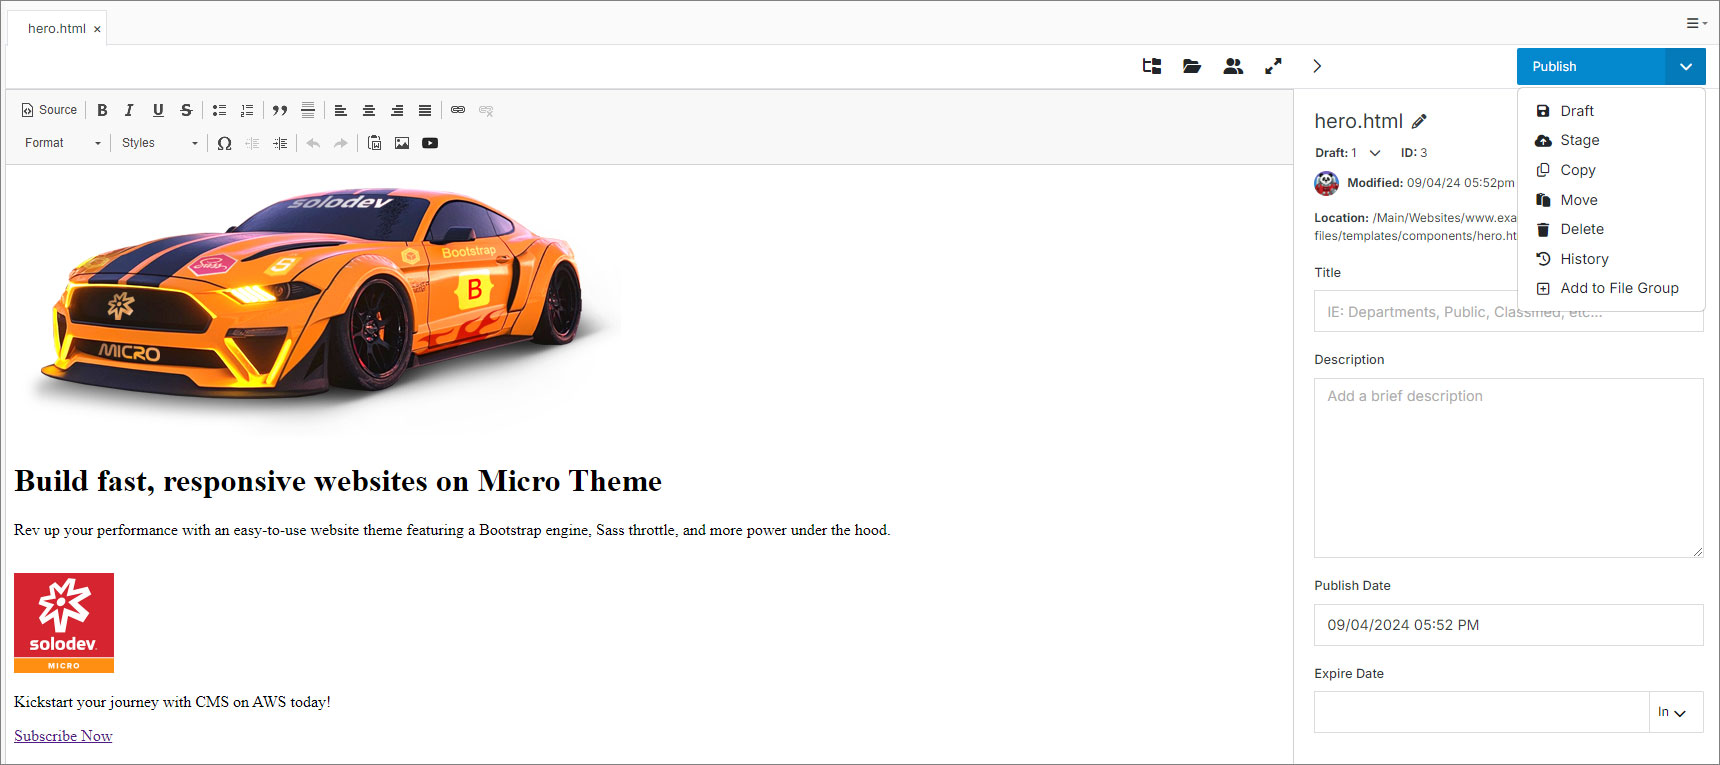 hero.html ×
Publish
Source
Format
Styles
hero.html
Draft: 1
ID: 3
Modified: 09/04/24 05:52pm
Location: /Main/Websites/www.exa
files/templates/components/hero.ht
Draft
Stage
Copy
Move
Delete
History
Add to File Group
Title
IE: Departments, Public, Classified, etc...
Description
Add a brief description
Publish Date
09/04/2024 05:52 PM
Expire Date
In
solodev
Bootstrap
Sass
S
B
MICRO
Build fast, responsive websites on Micro Theme
Rev up your performance with an easy-to-use website theme featuring a Bootstrap engine, Sass throttle, and more power under the hood.
solodev
MICRO
Kickstart your journey with CMS on AWS today!
Subscribe Now